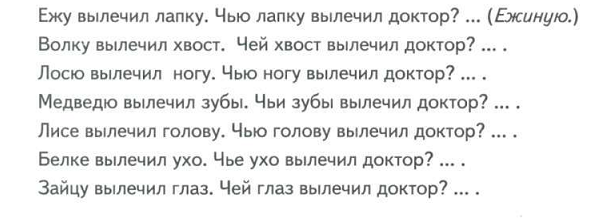 Ежу вылечил лапку. Чью лапку вылечил доктор? ... (Ежиную.)
Волку вылечил хвост. Чей хвост вылечил доктор? ... .
Лосю вылечил ногу. Чью ногу вылечил доктор? ... .
Медведю вылечил зубы. Чьи зубы вылечил доктор? ... .
Лисе вылечил голову. Чью голову вылечил доктор? ... .
Белке вылечил ухо. Чье ухо вылечил доктор? ... .
Зайцу вылечил глаз. Чей глаз вылечил доктор? ... .